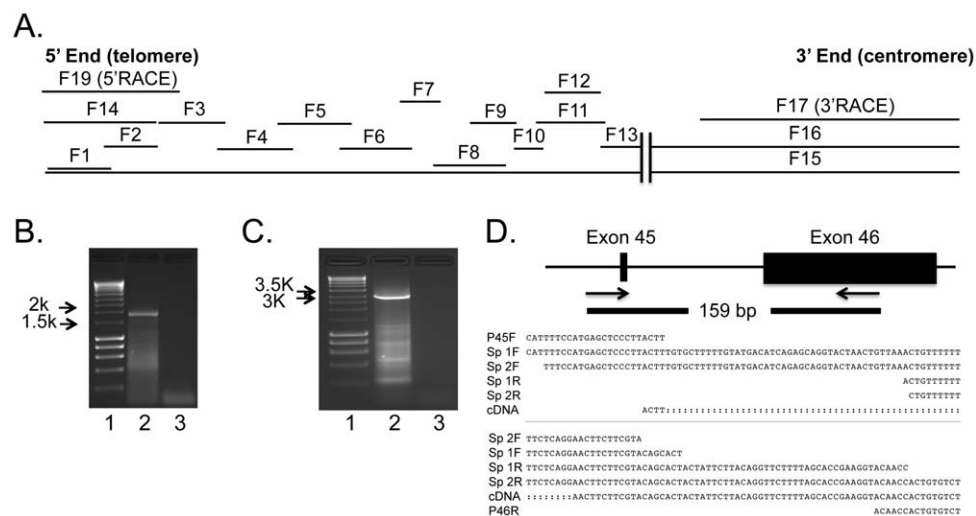 A.
5' End (telomere)
3' End (centromere)
F19 (5'RACE)
F7
F12
F17 (3'RACE)
F14
F3
F5
F9
F11
F16
F2
F4
F6
F10
F13
F1
F8
F15
B.
C.
D.
Exon 45
Exon 46
2k
1.5k
3.5K
3K
159 bp
1 2 3
1 2 3
P45F CATTTTCCATGAGCTCCCTTACTT
Sp 1F CATTTTCCATGAGCTCCCTTACTTTGTGCTTTTTGTATGACATCAGAGCAGGTACTAACTGTTAAACTGTTTTTT
Sp 2F TTTCCATGAGCTCCCTTACTTTGTGCTTTTTGTATGACATCAGAGCAGGTACTAACTGTTAAACTGTTTTTT
Sp 1R ACTGTTTTTT
Sp 2R CTGTTTTTT
cDNA ACTT:::::::::::::::::::::::::::::::::::::::::::::::::::
Sp 2F TTCTCAGGAACTTCTTCGTA
Sp 1F TTCTCAGGAACTTCTTCGTACAGCACT
Sp 1R TTCTCAGGAACTTCTTCGTACAGCACTACTATTCTTACAGGTTCTTTTAGCACCGAAGGTACAACC
Sp 2R TTCTCAGGAACTTCTTCGTACAGCACTACTATTCTTACAGGTTCTTTTAGCACCGAAGGTACAACCACTGTGTCT
cDNA ::::::::AACTTCTTCGTACAGCACTACTATTCTTACAGGTTCTTTTAGCACCGAAGGTACAACCACTGTGTCT
P46R ACAACCACTGTGTCT